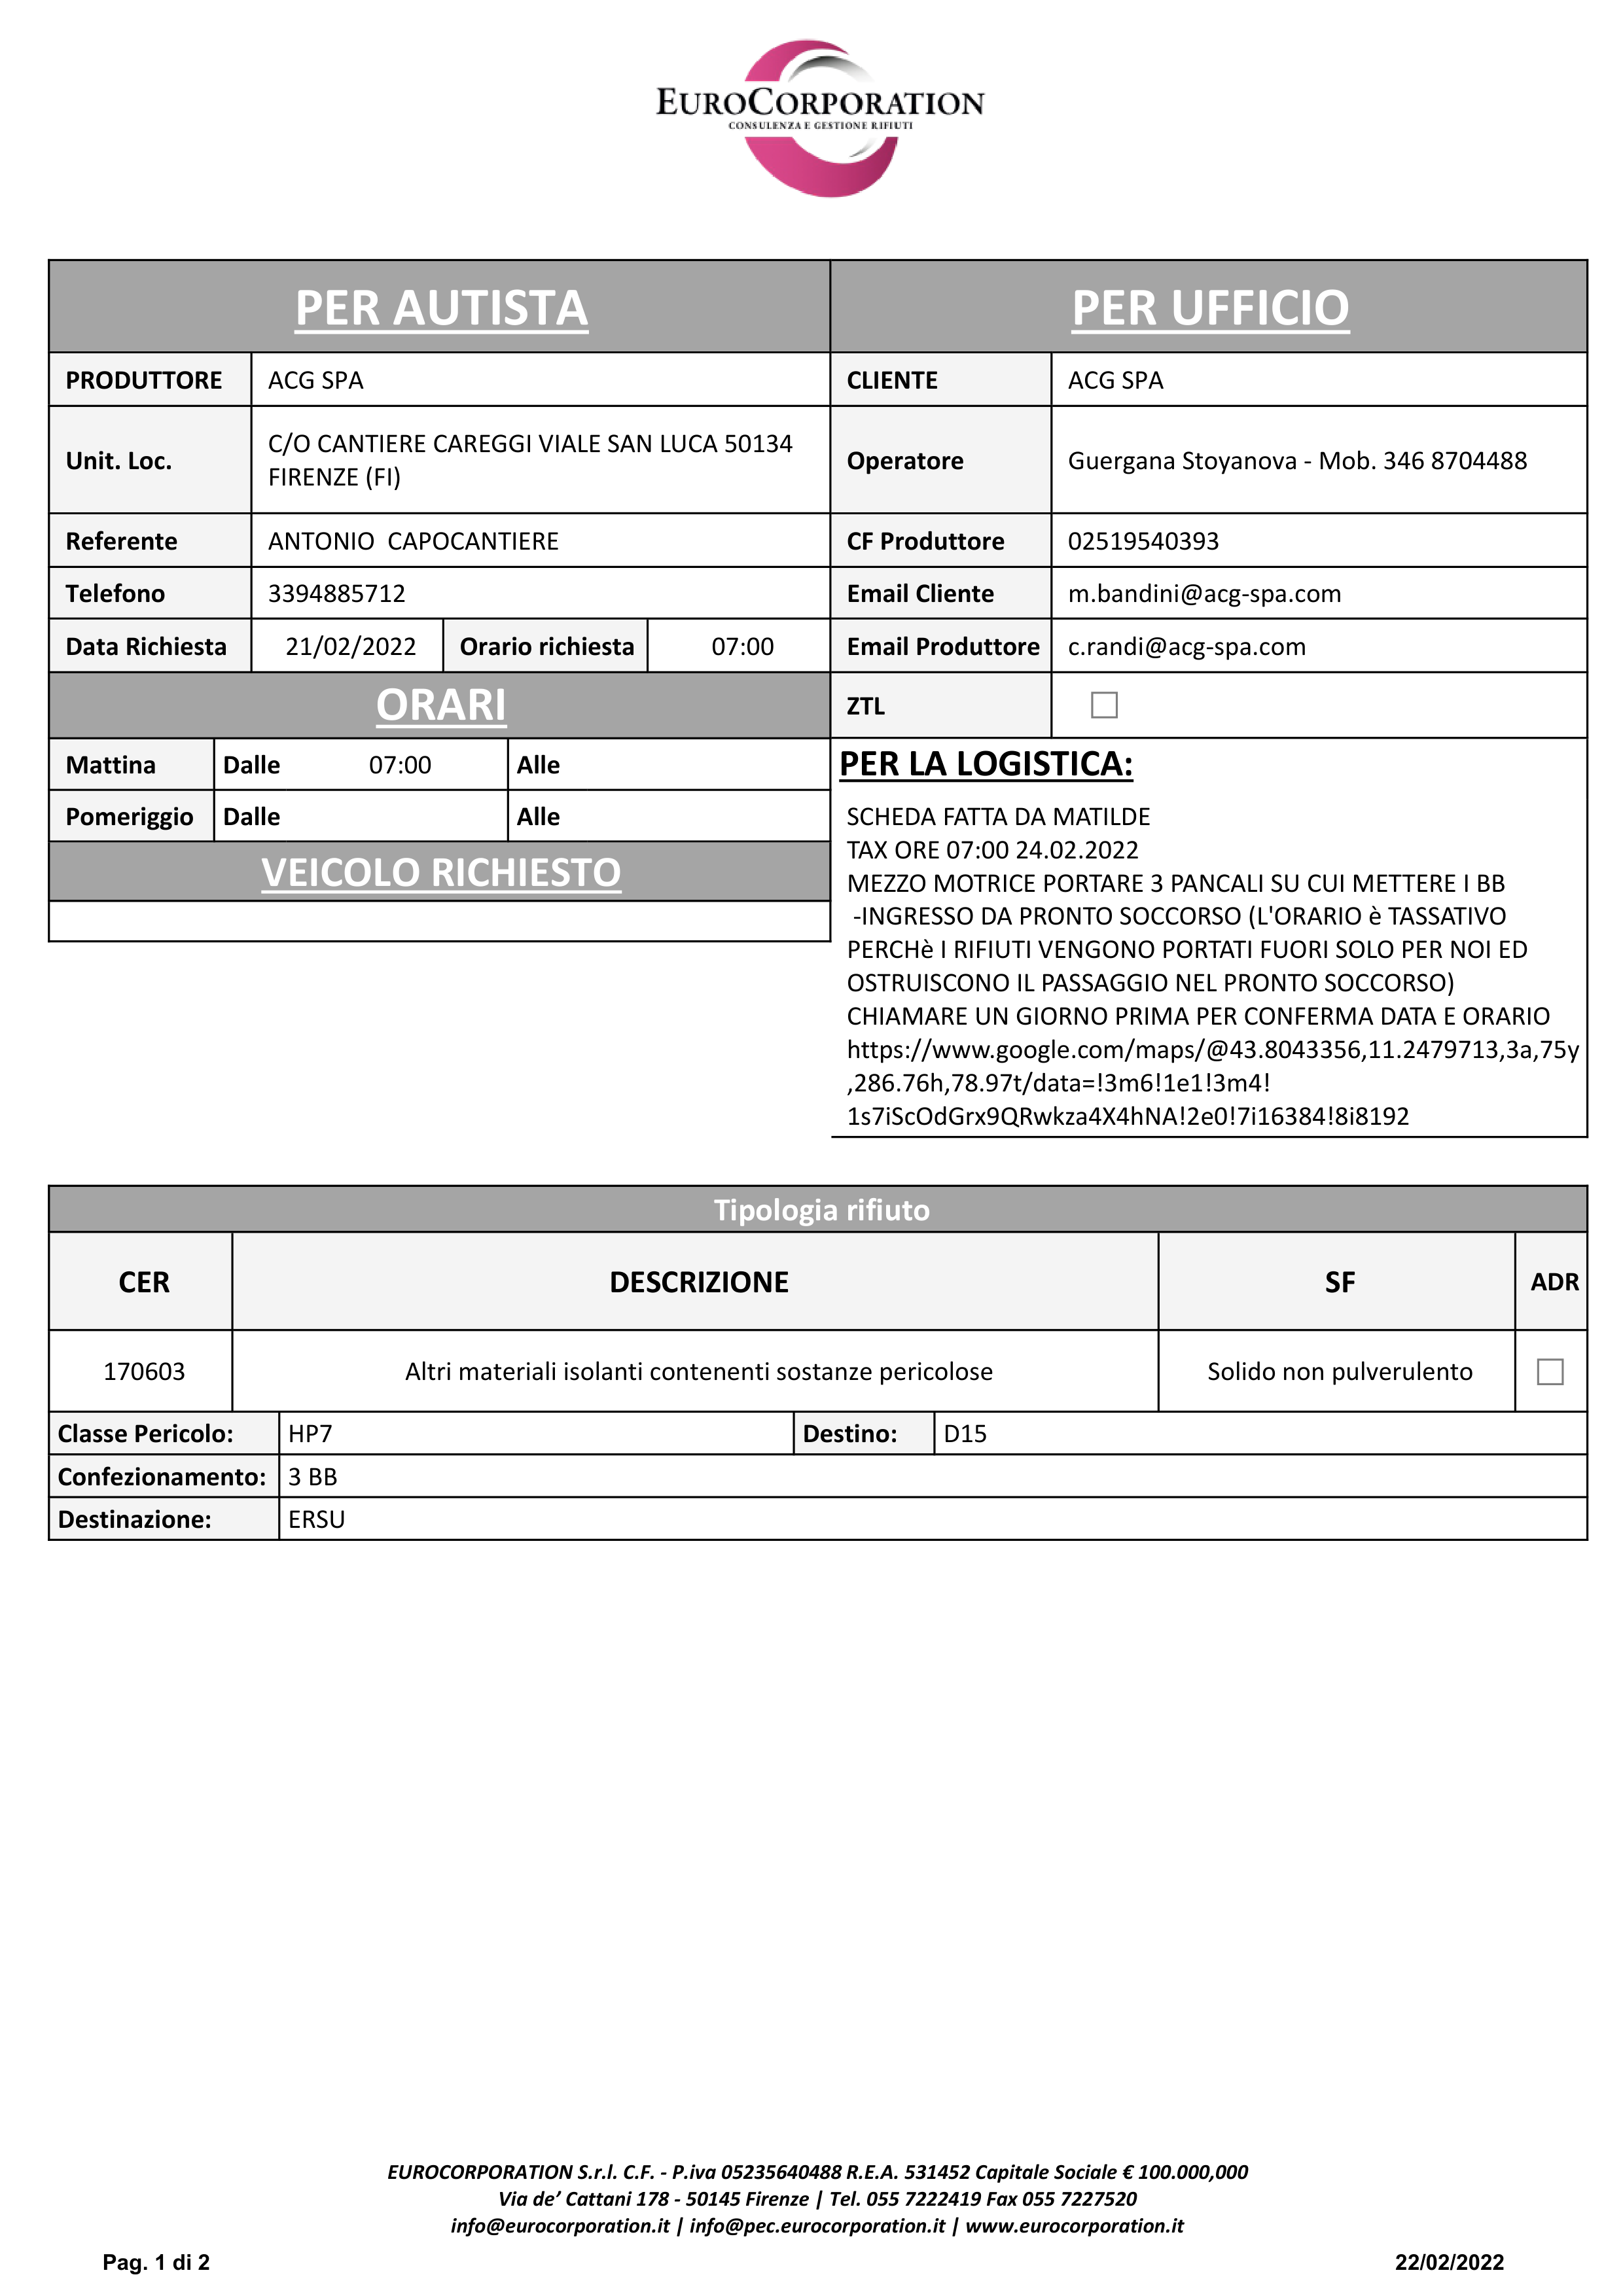 EUROCORPORATION
CONSULENZA E GESTIONE RIFIUTI
PER AUTISTA
PRODUTTORE ACG SPA
Unit. Loc. C/O CANTIERE CAREGGI VIALE SAN LUCA 50134
FIRENZE (FI)
Referente ANTONIO  CAPOCANTIERE
Telefono 3394885712
Data Richiesta 21/02/2022 Orario richiesta 07:00
ORARI
Mattina Dalle 07:00 Alle
Pomeriggio Dalle Alle
VEICOLO RICHIESTO
PER UFFICIO
CLIENTE ACG SPA
Operatore Guergana Stoyanova - Mob. 346 8704488
CF Produttore 02519540393
Email Cliente m.bandini@acg-spa.com
Email Produttore c.randi@acg-spa.com
ZTL ☐
PER LA LOGISTICA:
SCHEDA FATTA DA MATILDE
TAX ORE 07:00 24.02.2022
MEZZO MOTRICE PORTARE 3 PANCALI SU CUI METTERE I BB
-INGRESSO DA PRONTO SOCCORSO (L'ORARIO è TASSATIVO
PERCHè I RIFIUTI VENGONO PORTATI FUORI SOLO PER NOI ED
OSTRUISCONO IL PASSAGGIO NEL PRONTO SOCCORSO)
CHIAMARE UN GIORNO PRIMA PER CONFERMA DATA E ORARIO
https://www.google.com/maps/@43.8043356,11.2479713,3a,75y
,286.76h,78.97t/data=!3m6!1e1!3m4!
1s7iScOdGrx9QRwkza4X4hNA!2e0!7i16384!8i8192
Tipologia rifiuto
CER DESCRIZIONE SF ADR
170603 Altri materiali isolanti contenenti sostanze pericolose Solido non pulverulento ☐
Classe Pericolo: HP7 Destino: D15
Confezionamento: 3 BB
Destinazione: ERSU
EUROCORPORATION S.r.l. C.F. - P.iva 05235640488 R.E.A. 531452 Capitale Sociale € 100.000,000
Via de’ Cattani 178 - 50145 Firenze | Tel. 055 7222419 Fax 055 7227520
info@eurocorporation.it | info@pec.eurocorporation.it | www.eurocorporation.it
Pag. 1 di 2 22/02/2022